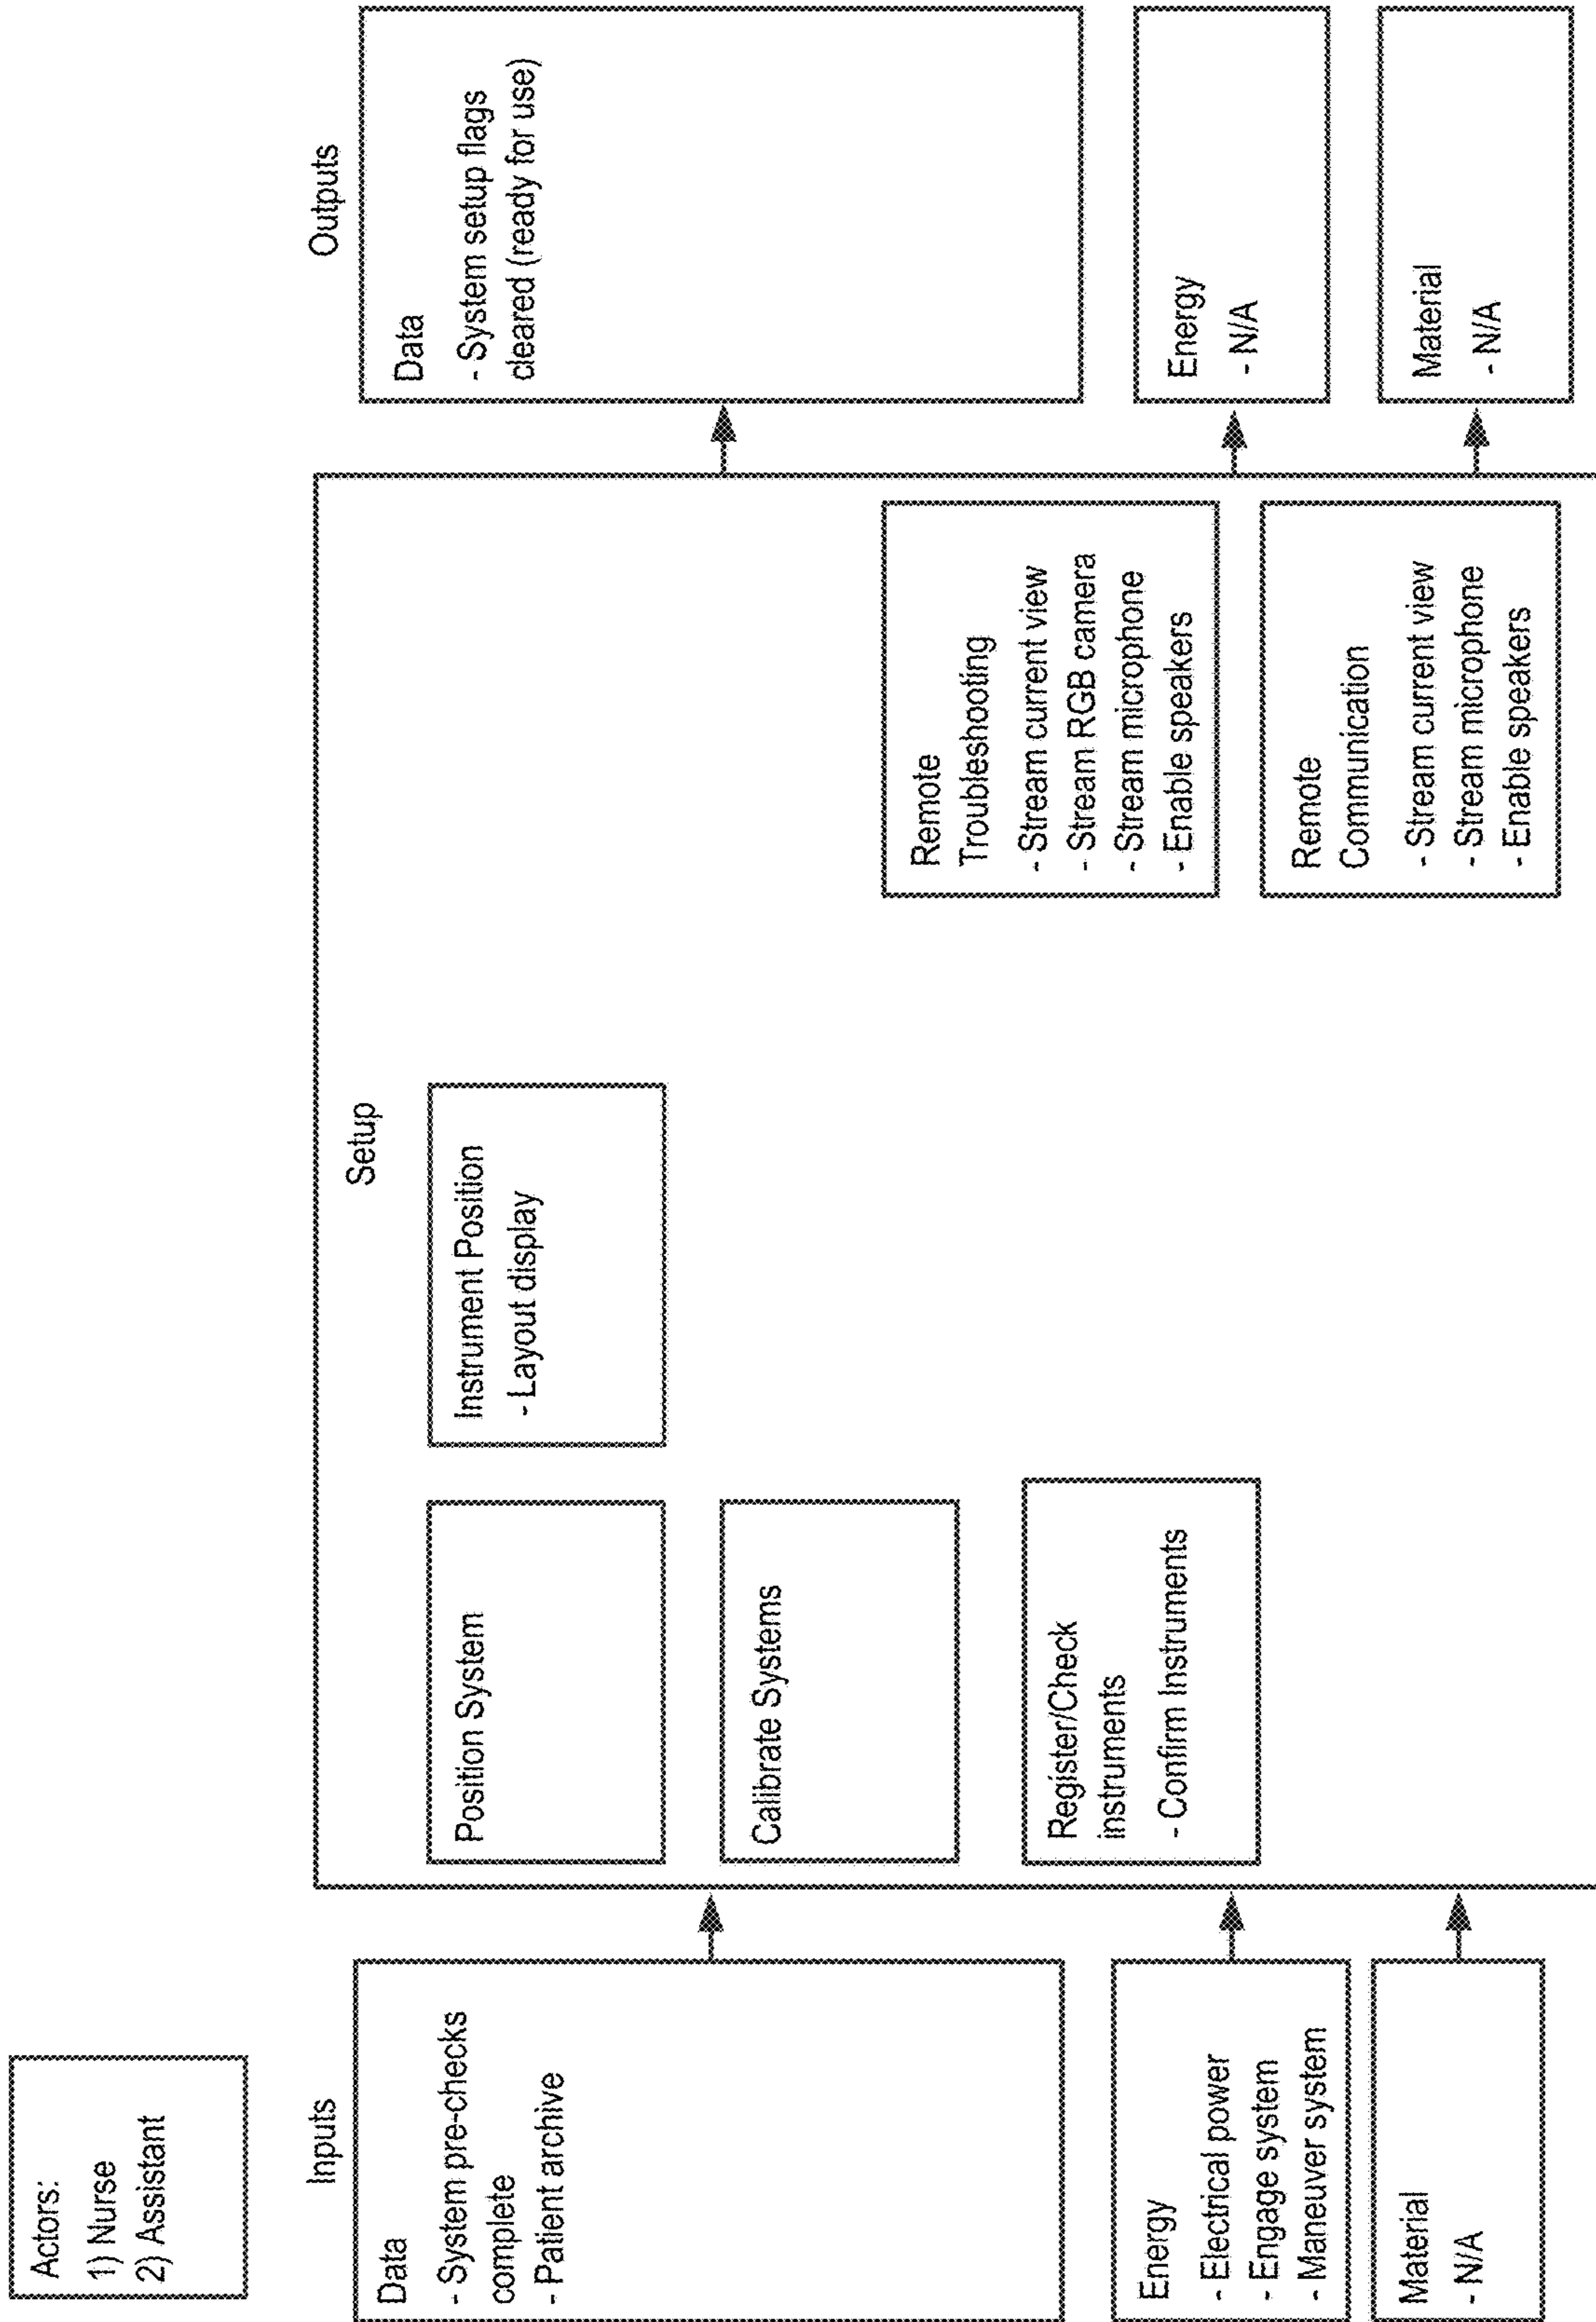 Actors:
1) Nurse
2) Assistant
Inputs
Data
- System pre-checks
complete
- Patient archive
Energy
- Electrical power
- Engage system
- Maneuver system
Material
- N/A
Setup
Position System
Instrument Position
- Layout display
Calibrate Systems
Register/Check
instruments
- Confirm Instruments
Remote
Troubleshooting
- Stream current view
- Stream RGB camera
- Stream microphone
- Enable speakers
Remote
Communication
- Stream current view
- Stream microphone
- Enable speakers
Outputs
Data
- System setup flags
cleared (ready for use)
Energy
- N/A
Material
- N/A